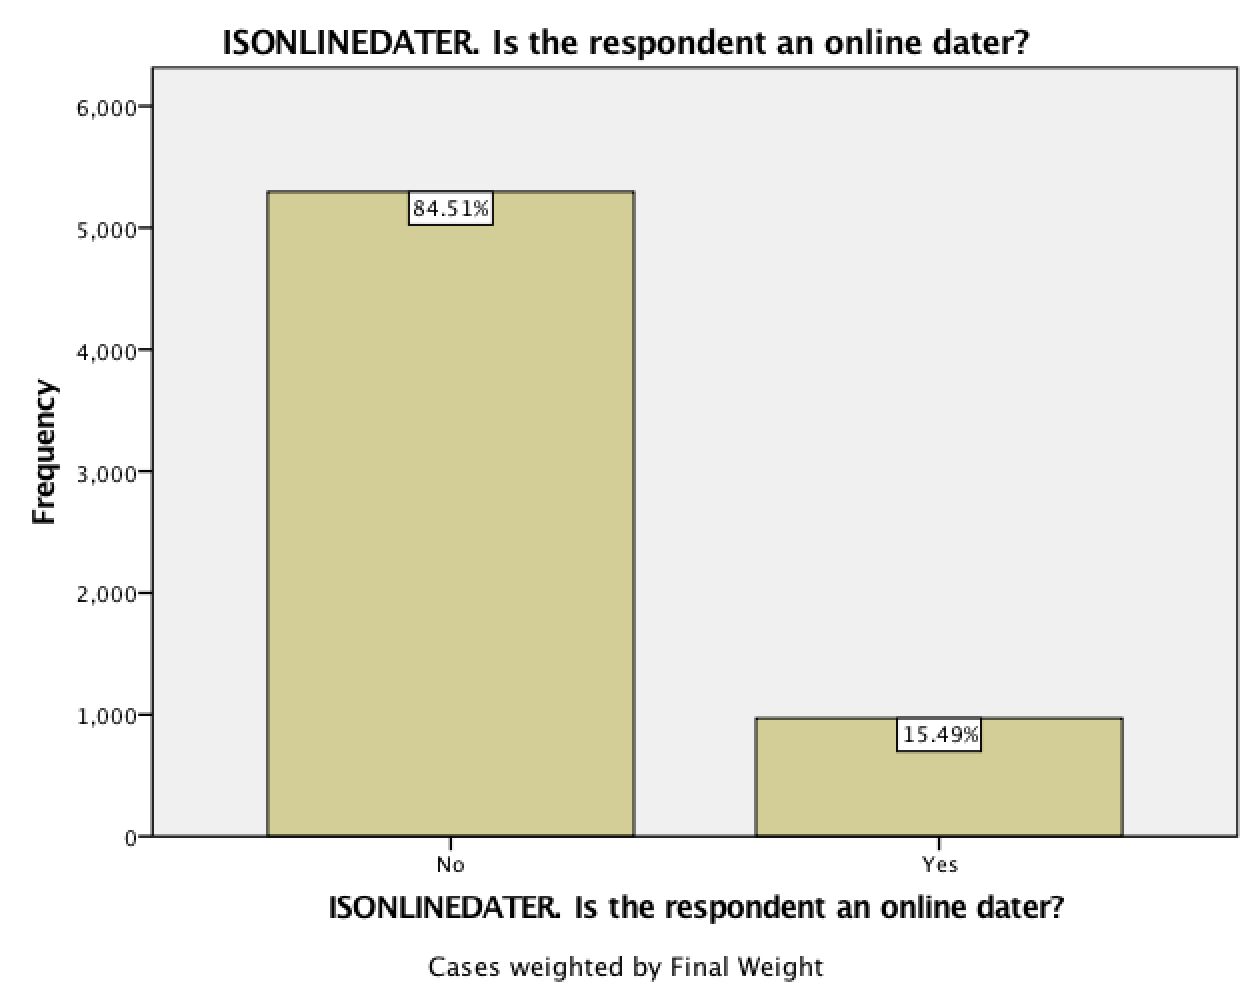 ISONLINEDATER. Is the respondent an online dater?
6,000
5,000
4,000
3,000
2,000
1,000
0
Frequency
84.51%
15.49%
No
Yes
ISONLINEDATER. Is the respondent an online dater?
Cases weighted by Final Weight